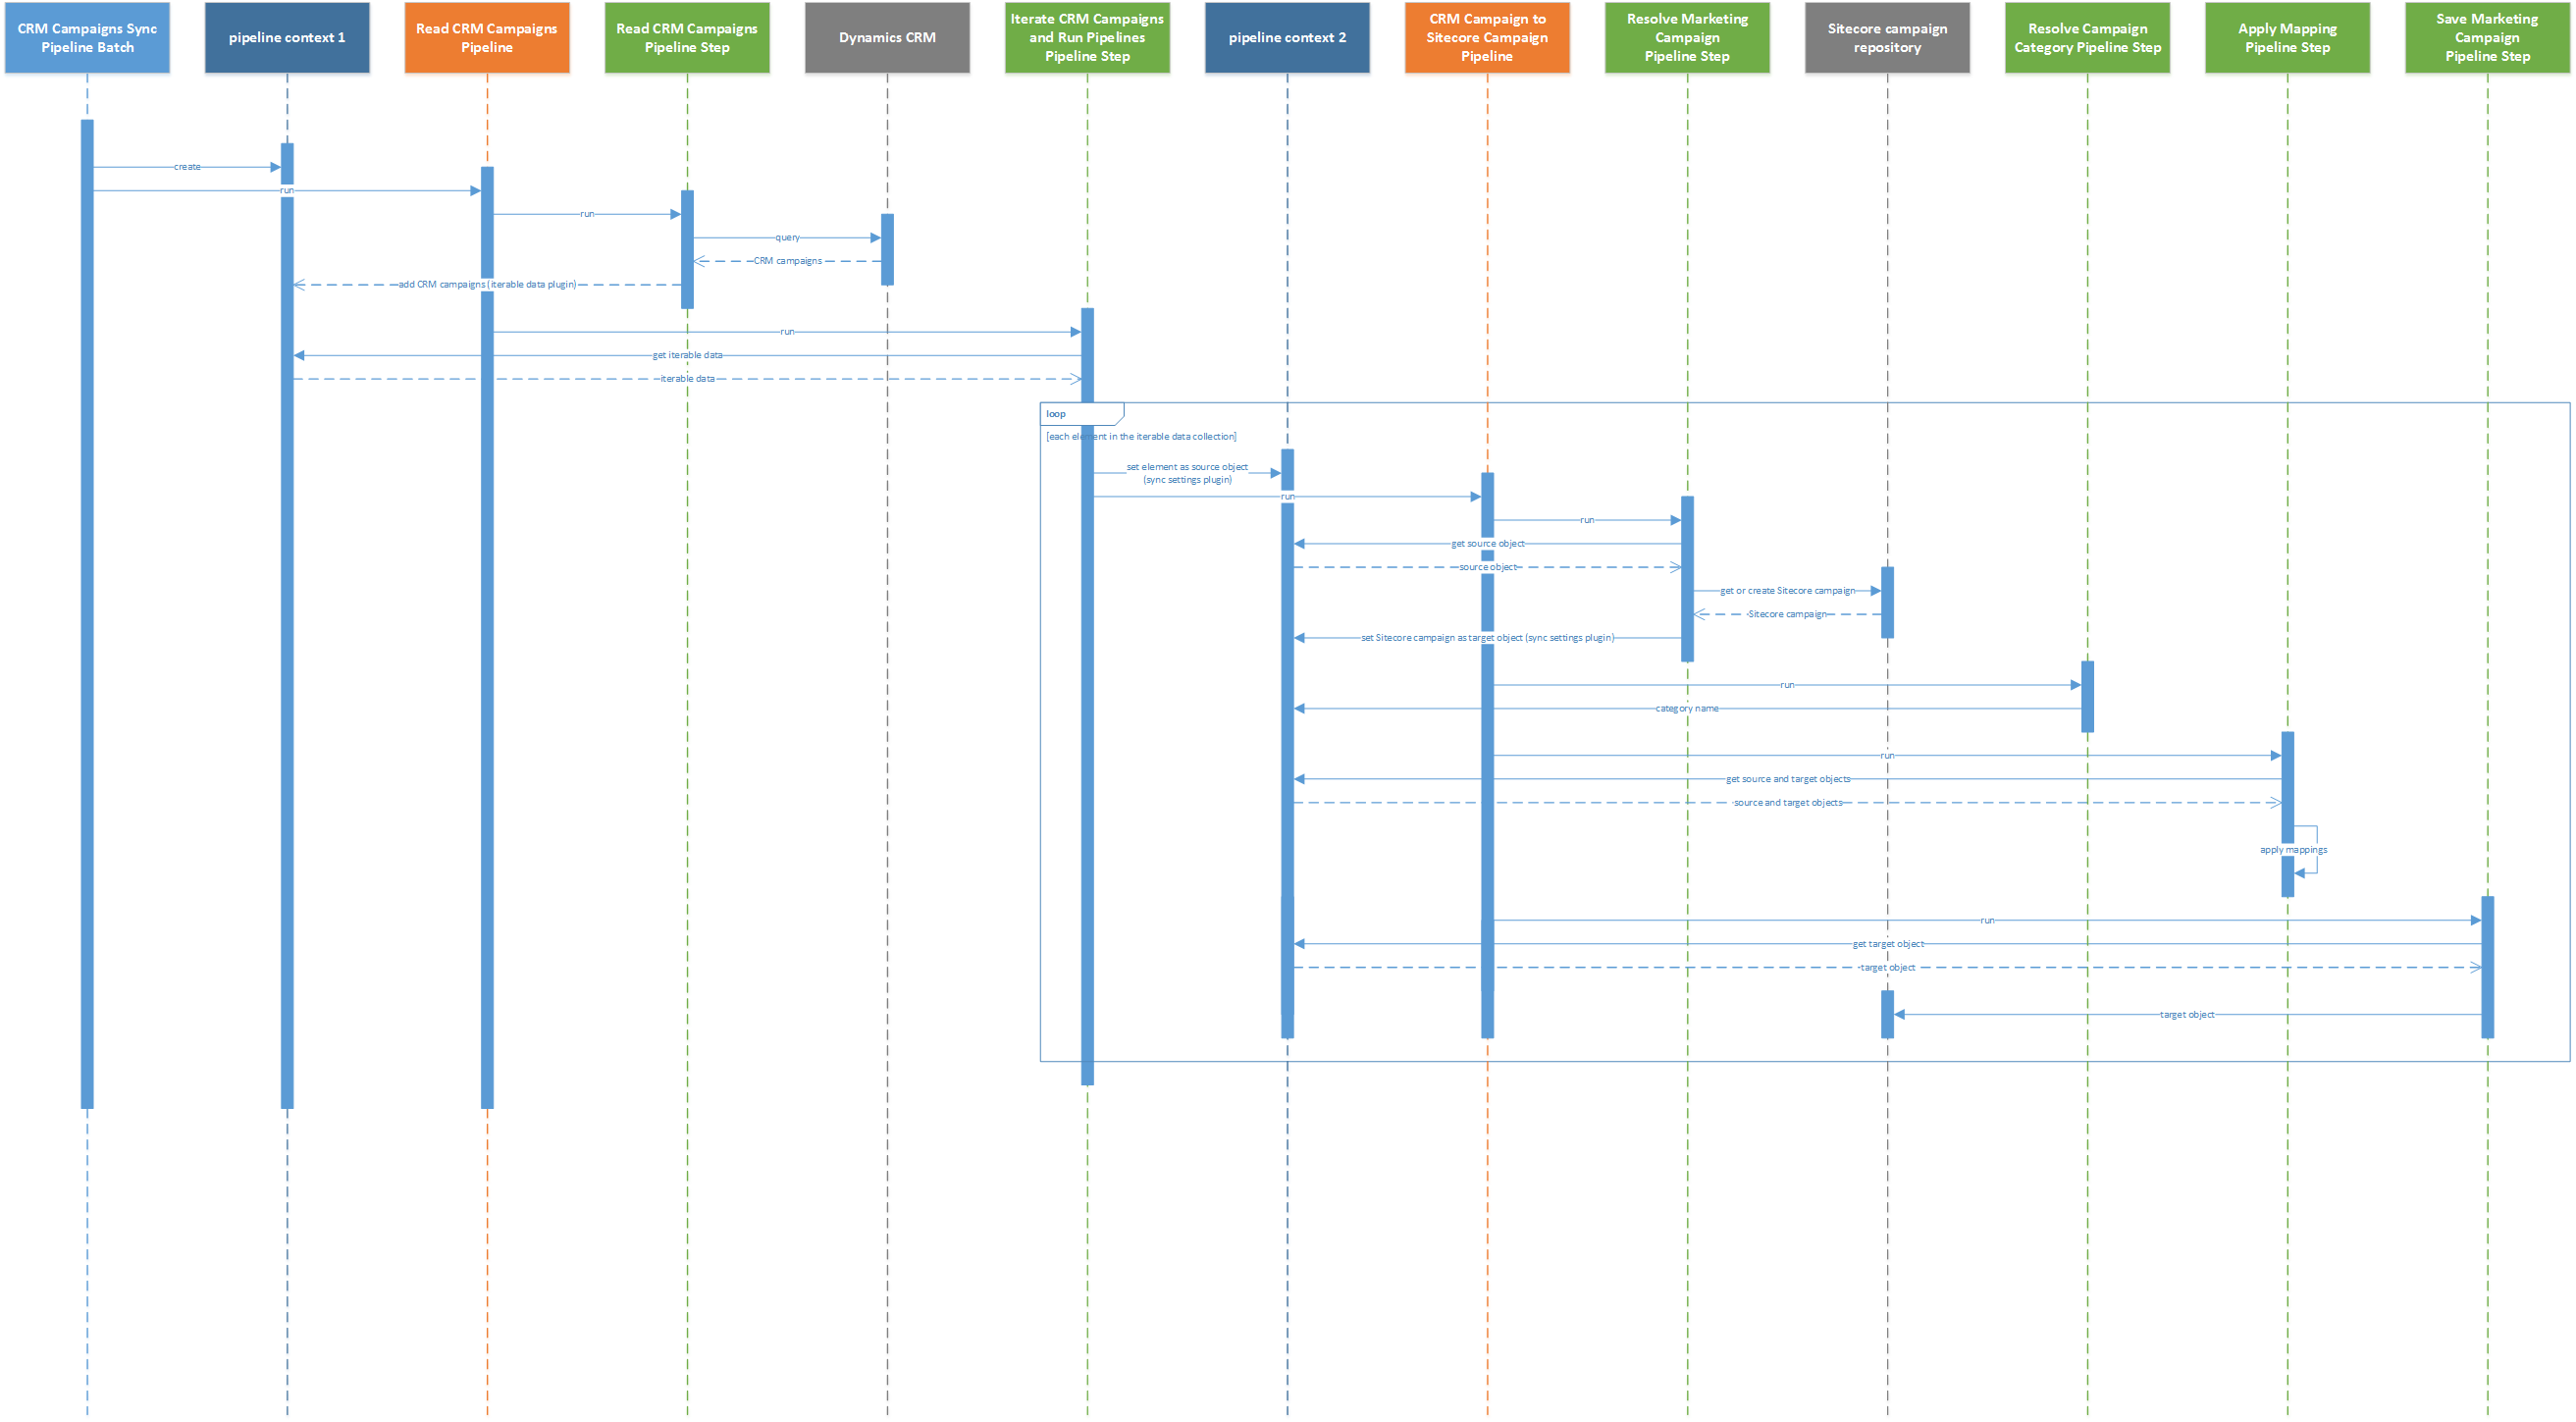 CRM Campaigns Sync
Pipeline Batch
pipeline context 1
Read CRM Campaigns
Pipeline
Read CRM Campaigns
Pipeline Step
Dynamics CRM
Iterate CRM Campaigns
and Run Pipelines
Pipeline Step
pipeline context 2
CRM Campaign to
Sitecore Campaign
Pipeline
Resolve Marketing
Campaign
Pipeline Step
Sitecore campaign
repository
Resolve Campaign
Category Pipeline Step
Apply Mapping
Pipeline Step
Save Marketing
Campaign
Pipeline Step
create
run
run
query
CRM campaigns
add CRM campaigns (iterable data plugin)
run
get iterable data
iterable data
loop
[each element in the iterable data collection]
set element as source object
(sync settings plugin)
run
run
get source object
source object
get or create Sitecore campaign
Sitecore campaign
set Sitecore campaign as target object (sync settings plugin)
run
category name
run
get source and target objects
source and target objects
apply mappings
run
get target object
target object
target object